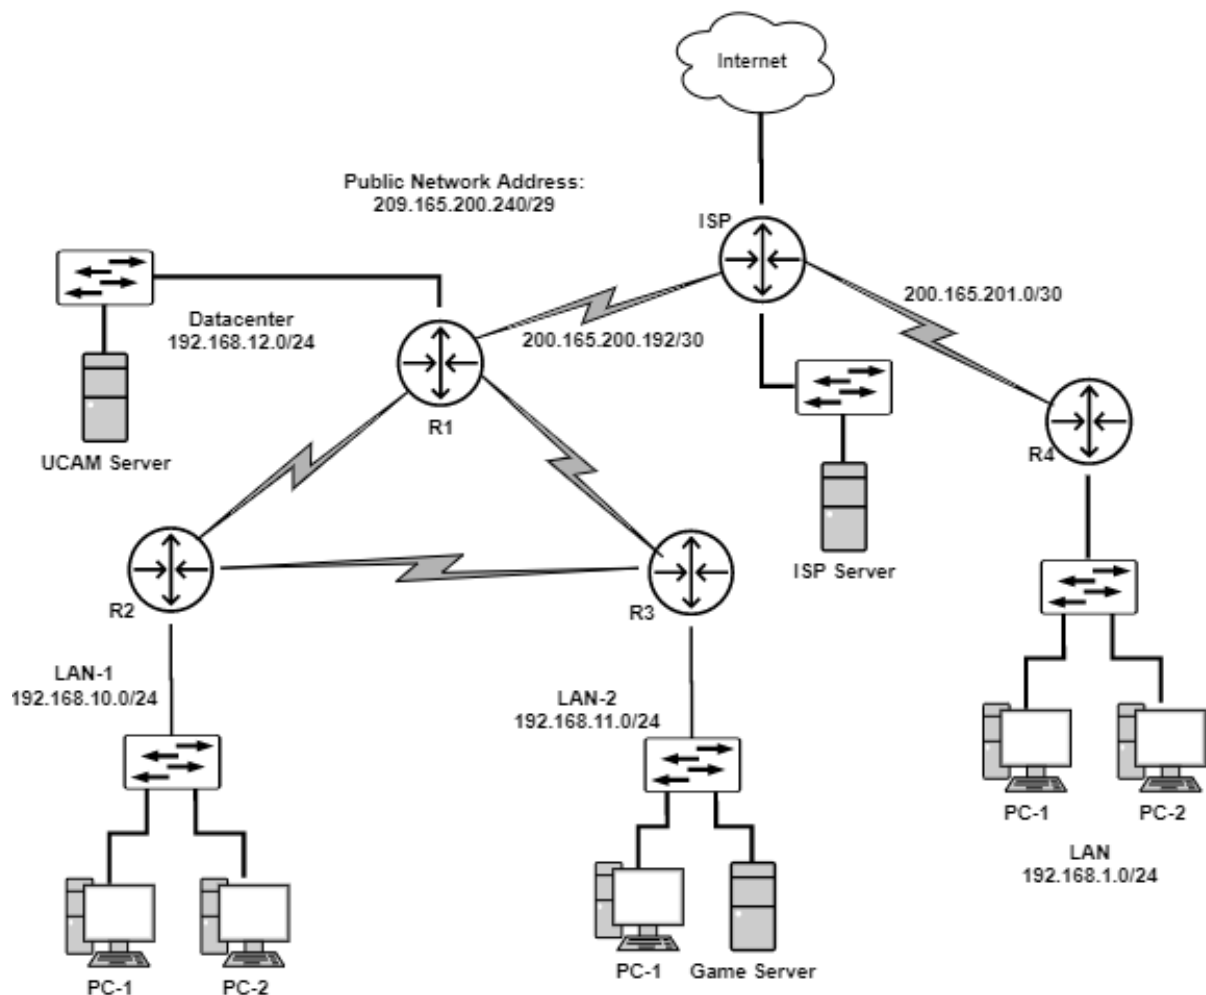 Internet
Public Network Address:
209.165.200.240/29
ISP
200.165.201.0/30
Datacenter
192.168.12.0/24
200.165.200.192/30
R1
R4
UCAM Server
ISP Server
R2
R3
LAN-1
192.168.10.0/24
LAN-2
192.168.11.0/24
PC-1
PC-2
LAN
192.168.1.0/24
PC-1
Game Server
PC-1
PC-2